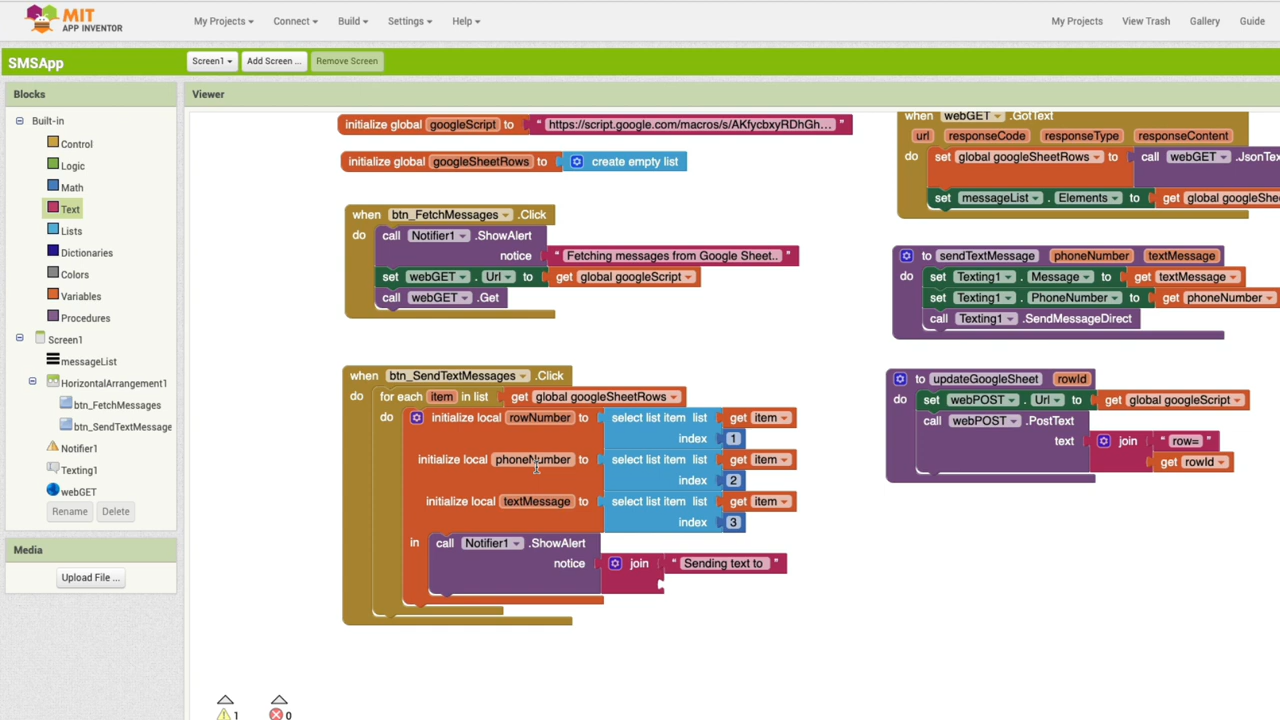 MIT
APP INVENTOR
My Projects Connect Build Settings Help My Projects View Trash Gallery Guide
SMSApp Screen1 Add Screen ... Remove Screen
Blocks Viewer
Built-in
Control
Logic
Math
Text
Lists
Dictionaries
Colors
Variables
Procedures
Screen1
messageList
HorizontalArrangement1
btn_FetchMessages
btn_SendTextMessage
Notifier1
Texting1
webGET
Rename Delete
Media
Upload File ...
initialize global googleScript to " https://script.google.com/macros/s/AKfycbxyRDhGh... "
initialize global googleSheetRows to create empty list
when btn_FetchMessages .Click
do call Notifier1 .ShowAlert
notice " Fetching messages from Google Sheet.. "
set webGET . Url to get global googleScript
call webGET .Get
when btn_SendTextMessages .Click
do for each item in list get global googleSheetRows
do initialize local rowNumber to select list item list get item
index 1
initialize local phoneNumber to select list item list get item
index 2
initialize local textMessage to select list item list get item
index 3
in call Notifier1 .ShowAlert
notice join " Sending text to "
when webGET .GotText
url responseCode responseType responseContent
do set global googleSheetRows to call webGET .JsonText
set messageList . Elements to get global googleShe
to sendTextMessage phoneNumber textMessage
do set Texting1 . Message to get textMessage
set Texting1 . PhoneNumber to get phoneNumber
call Texting1 .SendMessageDirect
to updateGoogleSheet rowId
do set webPOST . Url to get global googleScript
call webPOST .PostText
text join " row= "
get rowId
1 0